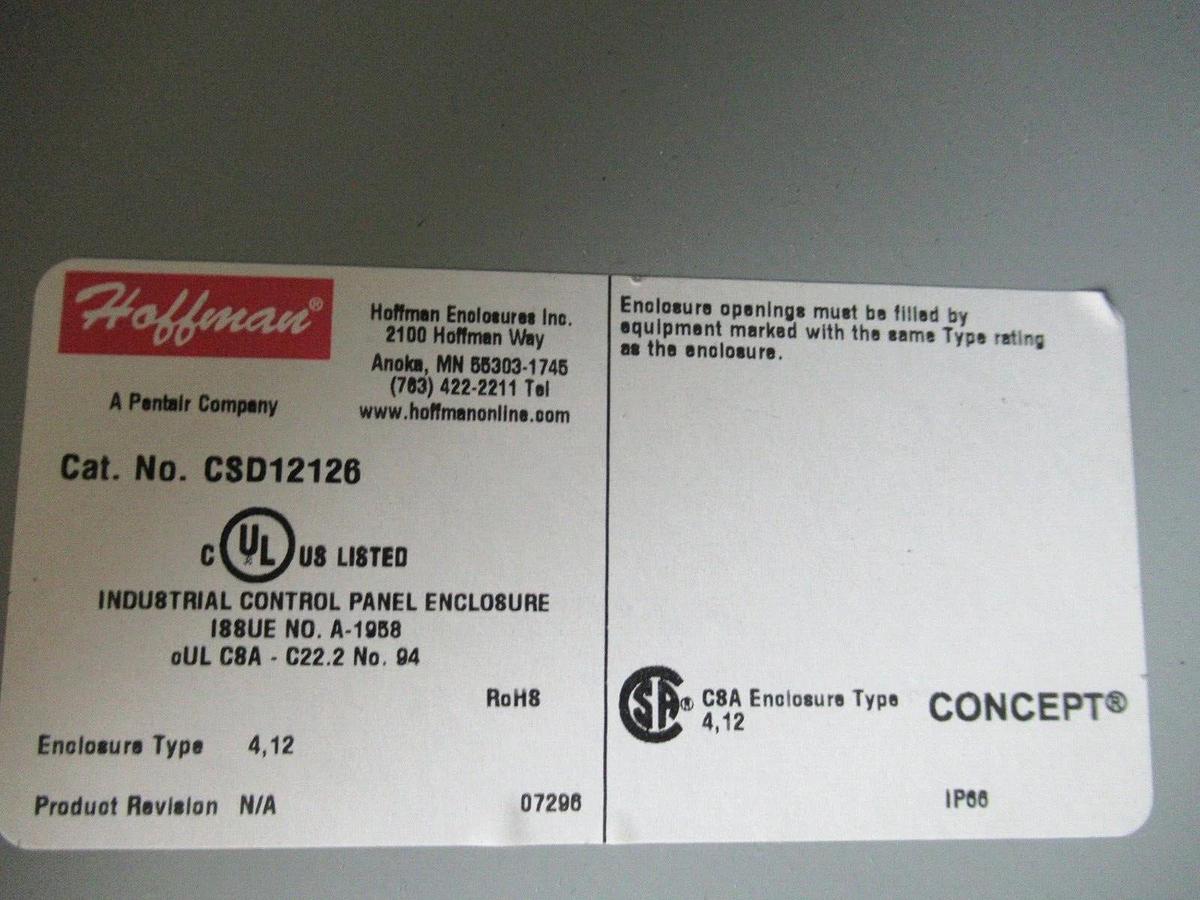 Hoffman®
A Pentair Company
Hoffman Enclosures Inc.
2100 Hoffman Way
Anoka, MN 55303-1745
(763) 422-2211 Tel
www.hoffmanonline.com
Cat. No. CSD12126
C UL US LISTED
INDUSTRIAL CONTROL PANEL ENCLOSURE
ISSUE NO. A-1958
cUL CSA - C22.2 No. 94
RoHS
Enclosure Type 4,12
Product Revision N/A 07296
Enclosure openings must be filled by
equipment marked with the same Type rating
as the enclosure.
SA® CSA Enclosure Type
4,12
CONCEPT®
IP66